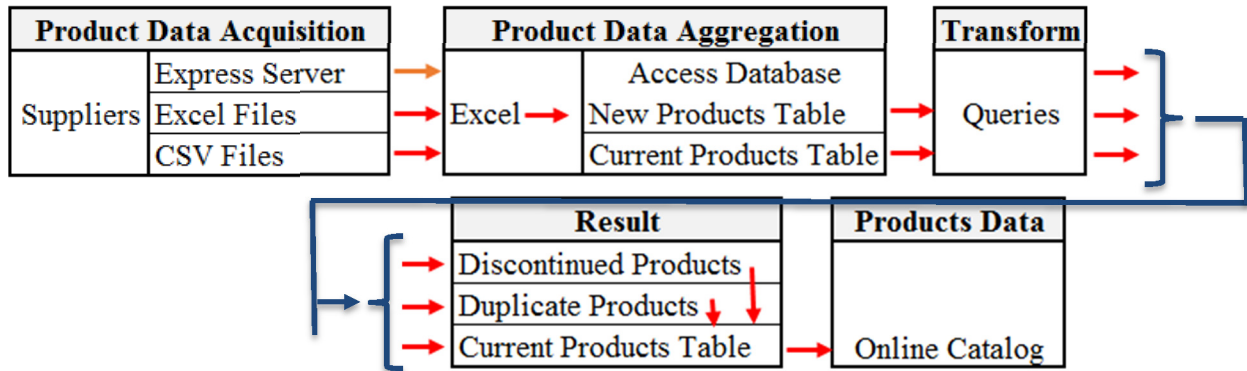 Product Data Acquisition
Suppliers
Express Server
Excel Files
CSV Files
Product Data Aggregation
Excel
Access Database
New Products Table
Current Products Table
Transform
Queries
Result
Discontinued Products
Duplicate Products
Current Products Table
Products Data
Online Catalog